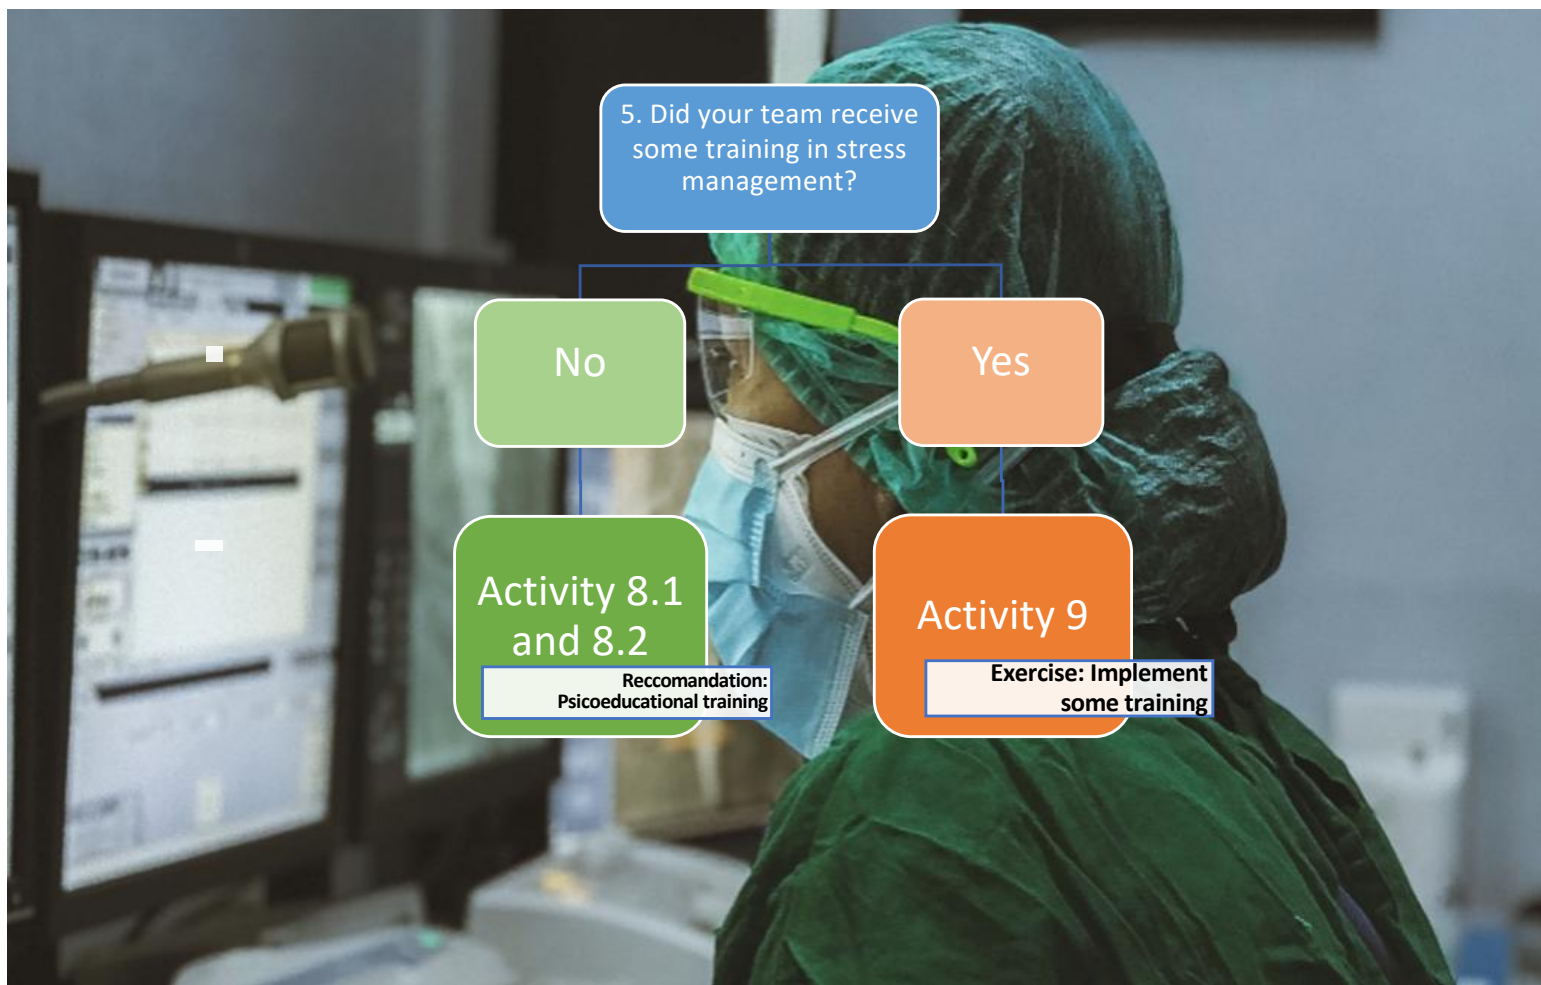 5. Did your team receive
some training in stress
management?
No
Yes
Activity 8.1
and 8.2
Reccomandation:
Psicoeducational training
Activity 9
Exercise: Implement
some training